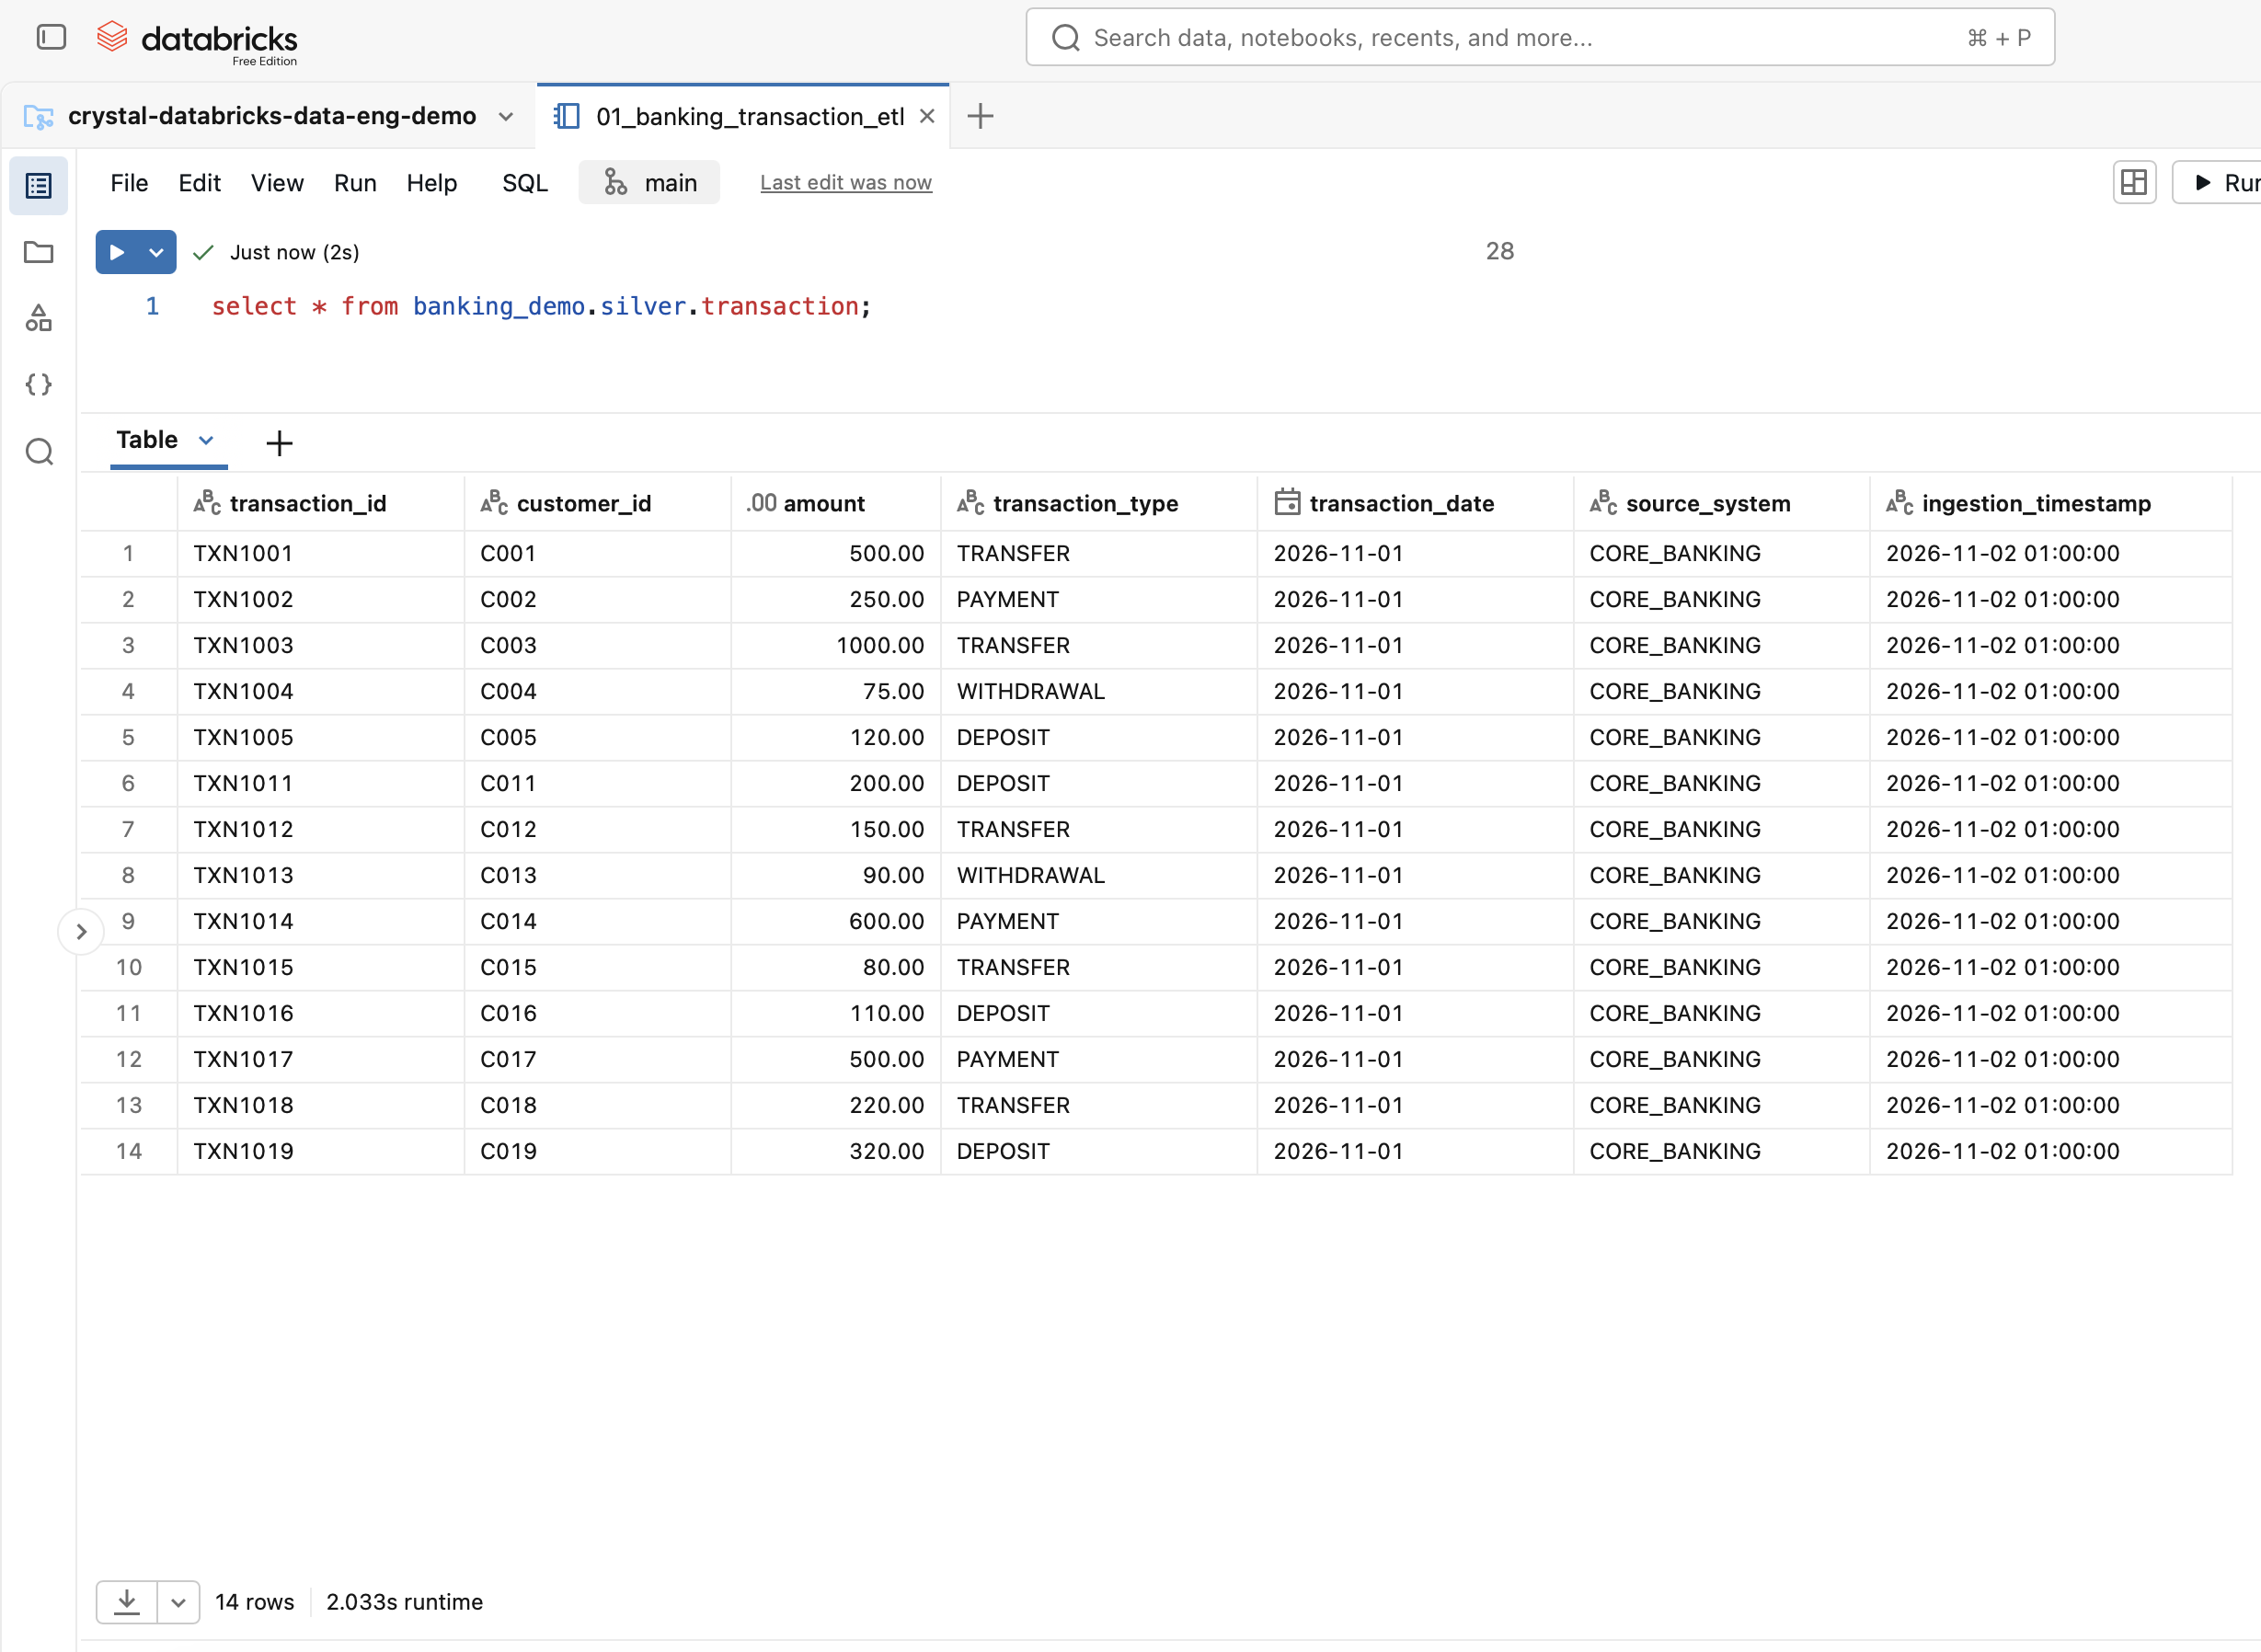 databricks
Free Edition
Search data, notebooks, recents, and more... ⌘ + P
crystal-databricks-data-eng-demo 01_banking_transaction_etl
File Edit View Run Help SQL main Last edit was now Run
Just now (2s) 28
1 select * from banking_demo.silver.transaction;
Table
transaction_id customer_id .00 amount transaction_type transaction_date source_system ingestion_timestamp
1 TXN1001 C001 500.00 TRANSFER 2026-11-01 CORE_BANKING 2026-11-02 01:00:00
2 TXN1002 C002 250.00 PAYMENT 2026-11-01 CORE_BANKING 2026-11-02 01:00:00
3 TXN1003 C003 1000.00 TRANSFER 2026-11-01 CORE_BANKING 2026-11-02 01:00:00
4 TXN1004 C004 75.00 WITHDRAWAL 2026-11-01 CORE_BANKING 2026-11-02 01:00:00
5 TXN1005 C005 120.00 DEPOSIT 2026-11-01 CORE_BANKING 2026-11-02 01:00:00
6 TXN1011 C011 200.00 DEPOSIT 2026-11-01 CORE_BANKING 2026-11-02 01:00:00
7 TXN1012 C012 150.00 TRANSFER 2026-11-01 CORE_BANKING 2026-11-02 01:00:00
8 TXN1013 C013 90.00 WITHDRAWAL 2026-11-01 CORE_BANKING 2026-11-02 01:00:00
9 TXN1014 C014 600.00 PAYMENT 2026-11-01 CORE_BANKING 2026-11-02 01:00:00
10 TXN1015 C015 80.00 TRANSFER 2026-11-01 CORE_BANKING 2026-11-02 01:00:00
11 TXN1016 C016 110.00 DEPOSIT 2026-11-01 CORE_BANKING 2026-11-02 01:00:00
12 TXN1017 C017 500.00 PAYMENT 2026-11-01 CORE_BANKING 2026-11-02 01:00:00
13 TXN1018 C018 220.00 TRANSFER 2026-11-01 CORE_BANKING 2026-11-02 01:00:00
14 TXN1019 C019 320.00 DEPOSIT 2026-11-01 CORE_BANKING 2026-11-02 01:00:00
14 rows 2.033s runtime